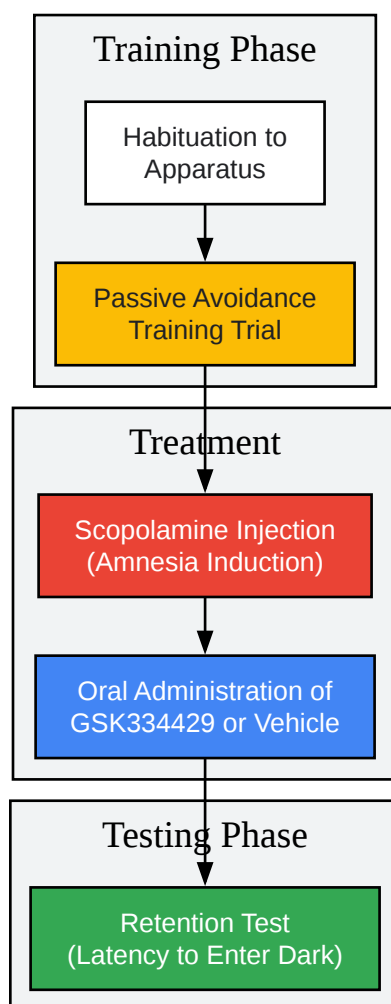 Training Phase
Habituation to
Apparatus
Passive Avoidance
Training Trial
Treatment
Scopolamine Injection
(Amnesia Induction)
Oral Administration of
GSK334429 or Vehicle
Testing Phase
Retention Test
(Latency to Enter Dark)